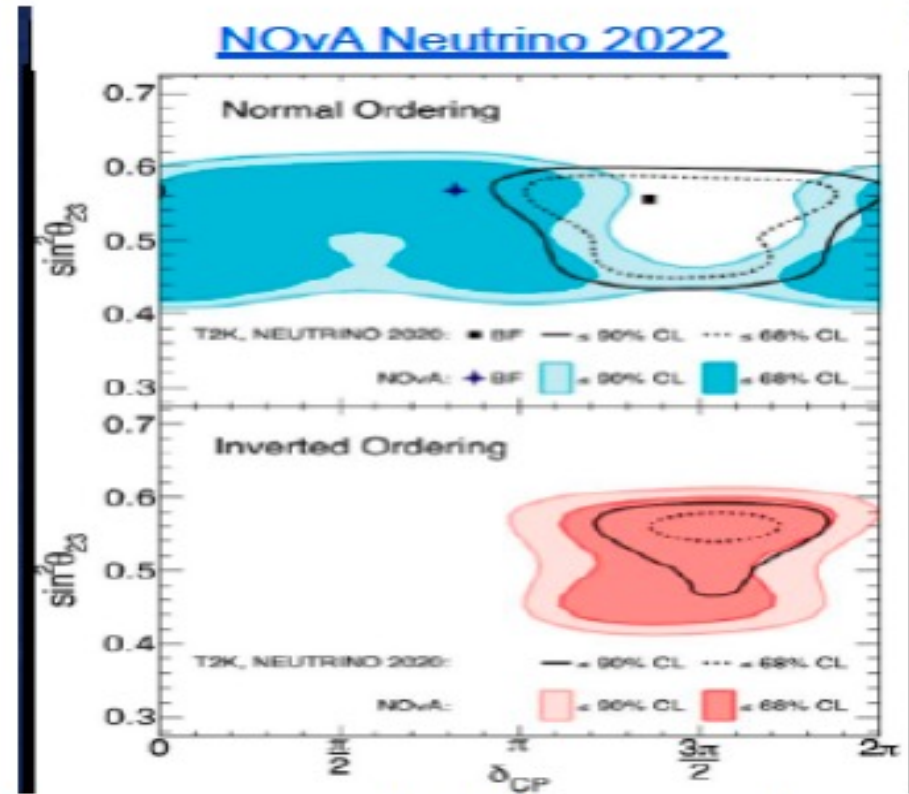 NOvA Neutrino 2022
0.7
Normal Ordering
0.6
sin²θ₂₃
0.5
0.4
T2K, NEUTRINO 2020: BF ≤ 90% CL ≤ 68% CL
NOvA: BF ≤ 90% CL ≤ 68% CL
0.3
0.7
Inverted Ordering
0.6
sin²θ₂₃
0.5
0.4
T2K, NEUTRINO 2020: ≤ 90% CL ≤ 68% CL
NOvA: ≤ 90% CL ≤ 68% CL
0.3
0 π/2 π 3π/2 2π
δCP